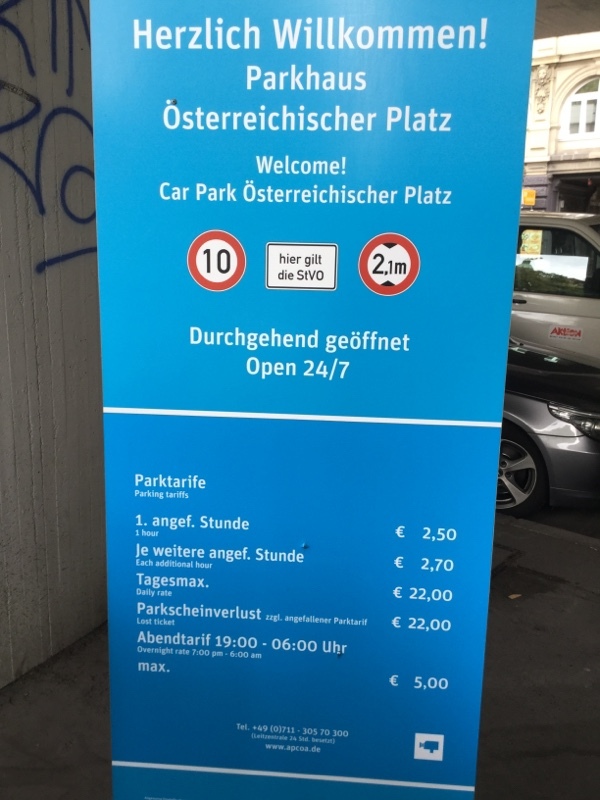 Herzlich Willkommen!
Parkhaus
Österreichischer Platz
Welcome!
Car Park Österreichischer Platz
10
hier gilt
die StVO
2,1m
Durchgehend geöffnet
Open 24/7
Parktarife
Parking tariffs
1. angef. Stunde € 2,50
1 hour
Je weitere angef. Stunde € 2,70
Each additional hour
Tagesmax. € 22,00
Daily rate
Parkscheinverlust zzgl. angefallener Parktarif € 22,00
Lost ticket
Abendtarif 19:00 - 06:00 Uhr
Overnight rate 7:00 pm - 6:00 am
max. € 5,00
Tel. +49 (0)711 - 305 70 300
(Leitzentrale 24 Std. besetzt)
www.apcoa.de